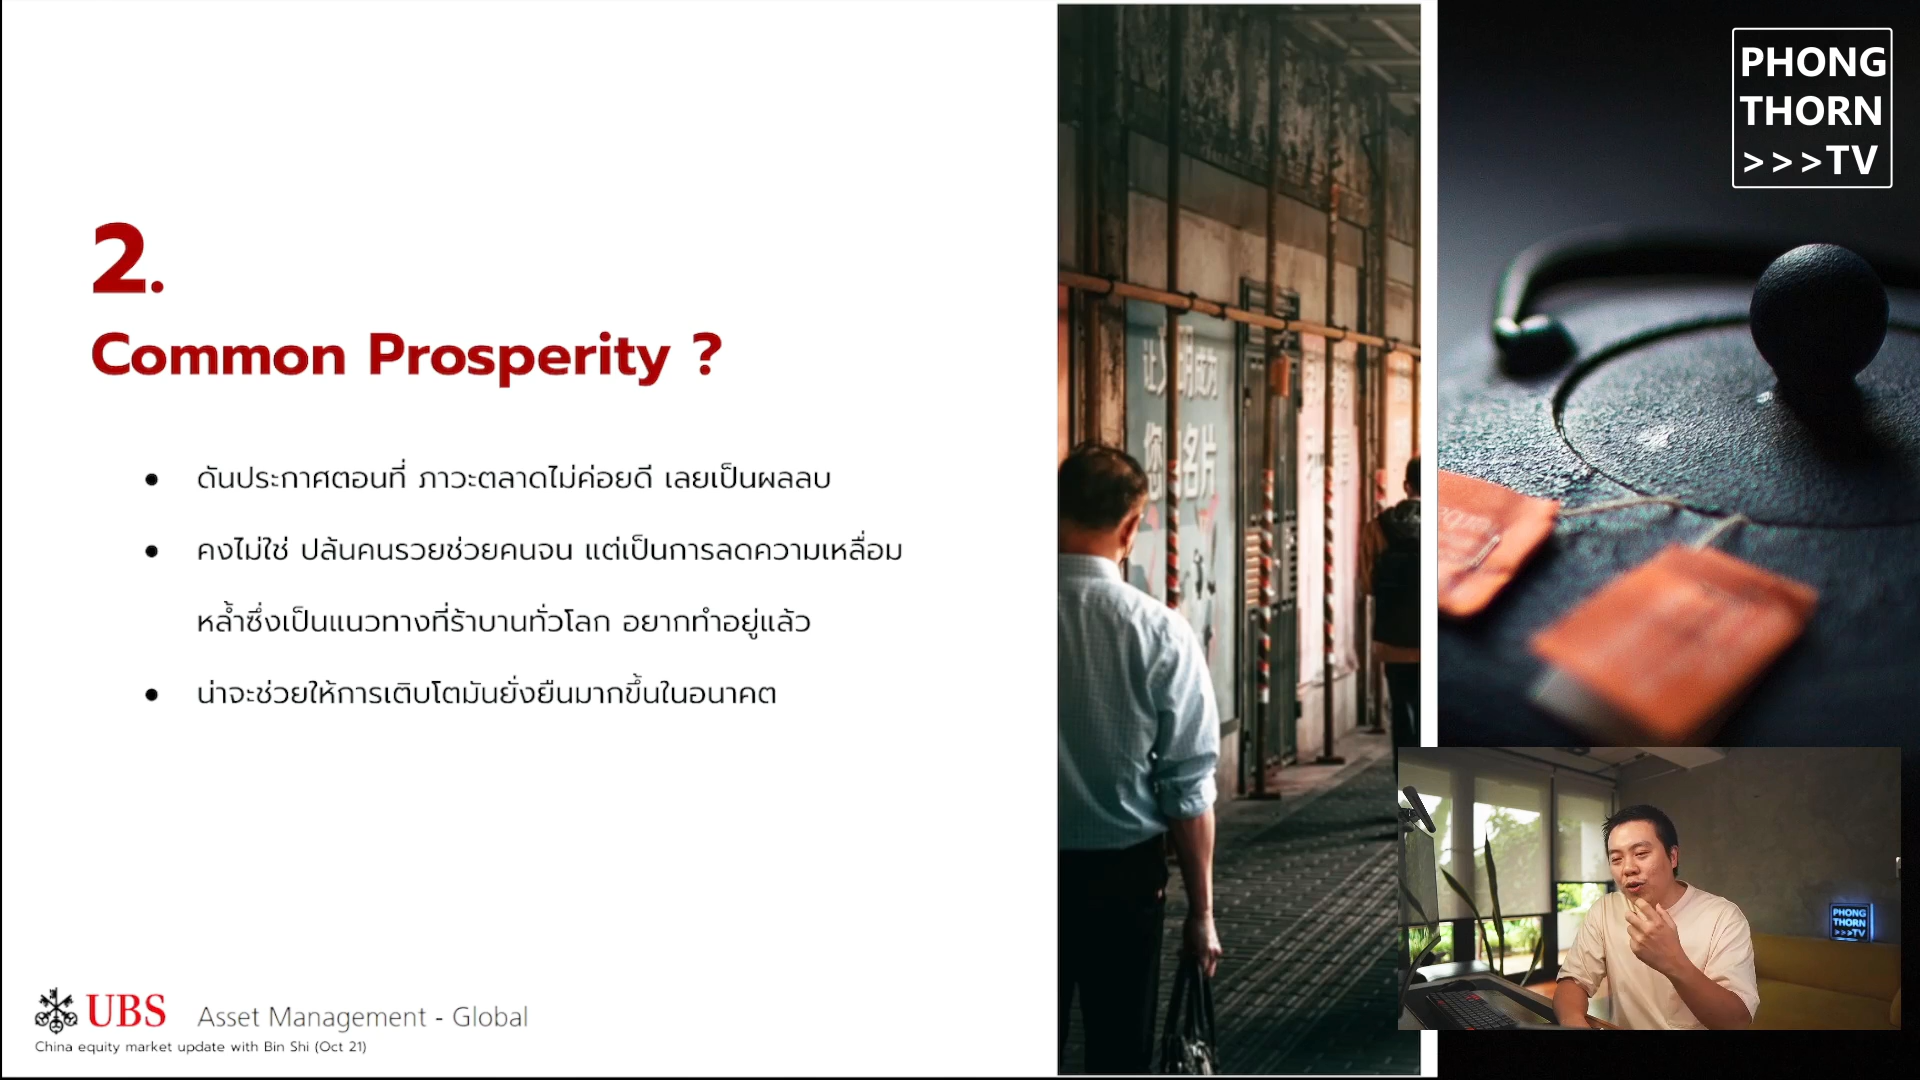 PHONG
THORN
>>>TV
2.
Common Prosperity ?
● ดันประกาศตอนที่ ภาวะตลาดไม่ค่อยดี เลยเป็นผลลบ
● คงไม่ใช่ ปล้นคนรวยช่วยคนจน แต่เป็นการลดความเหลื่อม
หล้ำซึ่งเป็นแนวทางที่ร้าบานทั่วโลก อยากทำอยู่แล้ว
● น่าจะช่วยให้การเติบโตมันยั่งยืนมากขึ้นในอนาคต
名片
PHONG
THORN
>>>TV
UBS Asset Management - Global
China equity market update with Bin Shi (Oct 21)